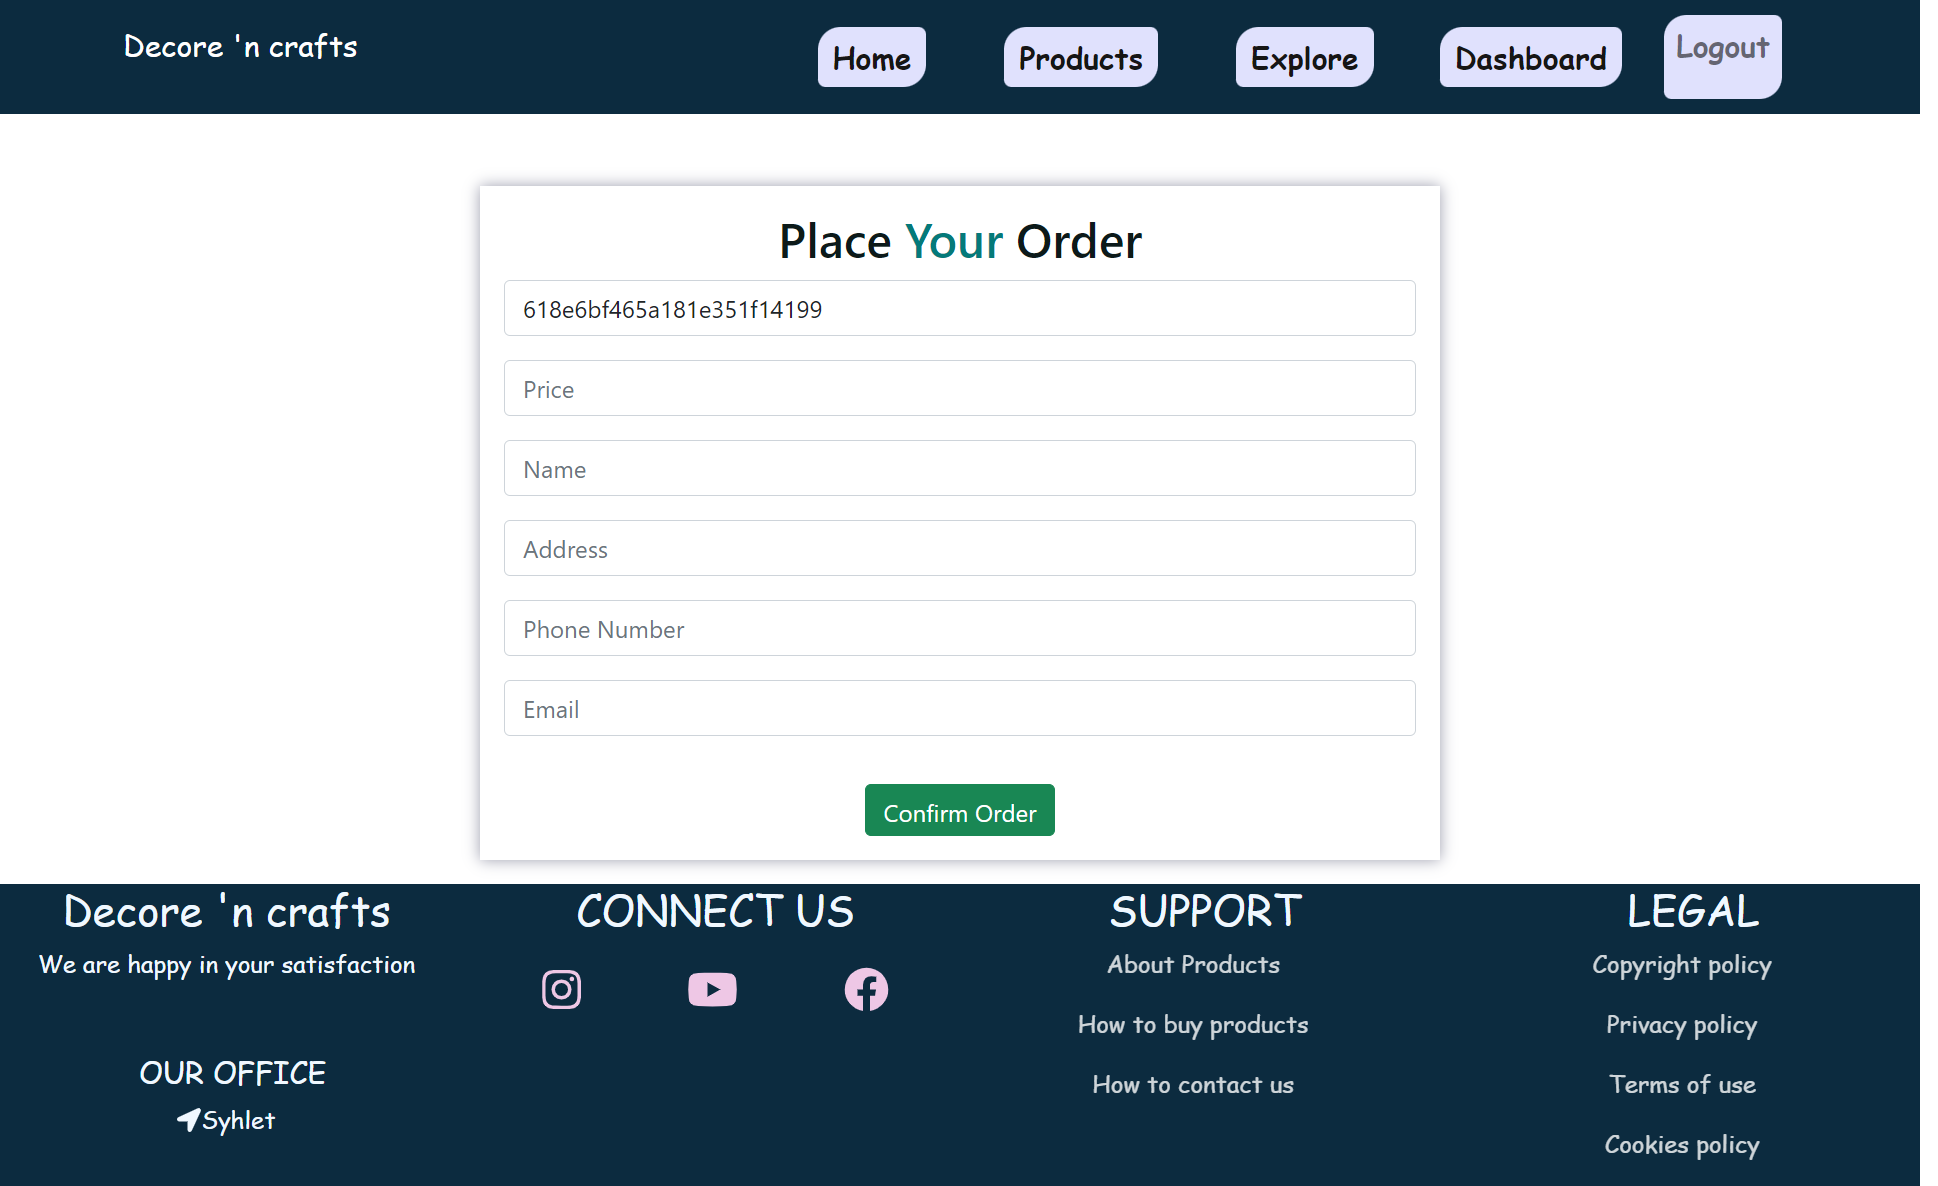 Decore 'n crafts
Home
Products
Explore
Dashboard
Logout
Place Your Order
618e6bf465a181e351f14199
Price
Name
Address
Phone Number
Email
Confirm Order
Decore 'n crafts
We are happy in your satisfaction
OUR OFFICE
Syhlet
CONNECT US
SUPPORT
About Products
How to buy products
How to contact us
LEGAL
Copyright policy
Privacy policy
Terms of use
Cookies policy